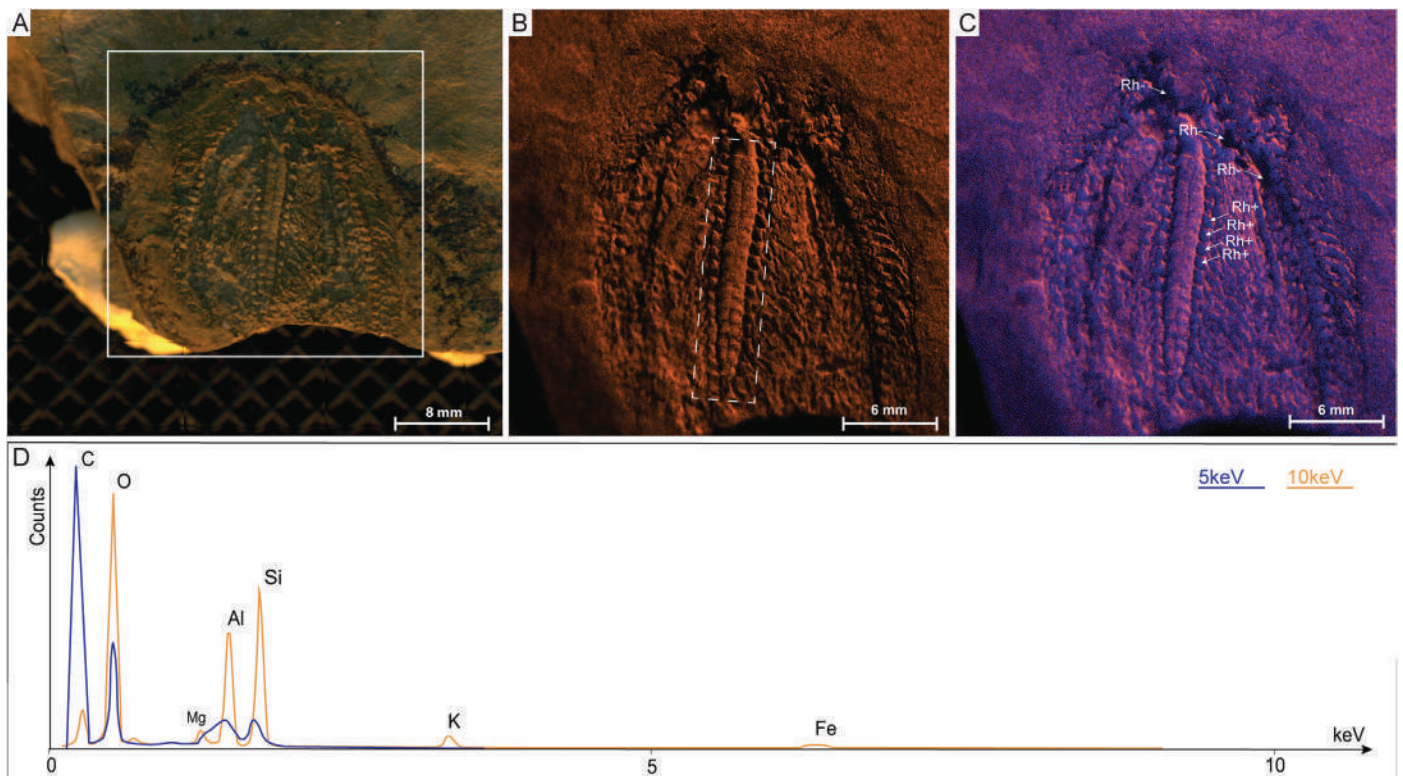 A
8 mm
B
6 mm
C
Rh-
Rh-
Rh-
Rh+
Rh+
Rh+
Rh+
6 mm
D
Counts
C
O
Mg
Al
Si
K
Fe
5keV 10keV
keV
0 5 10